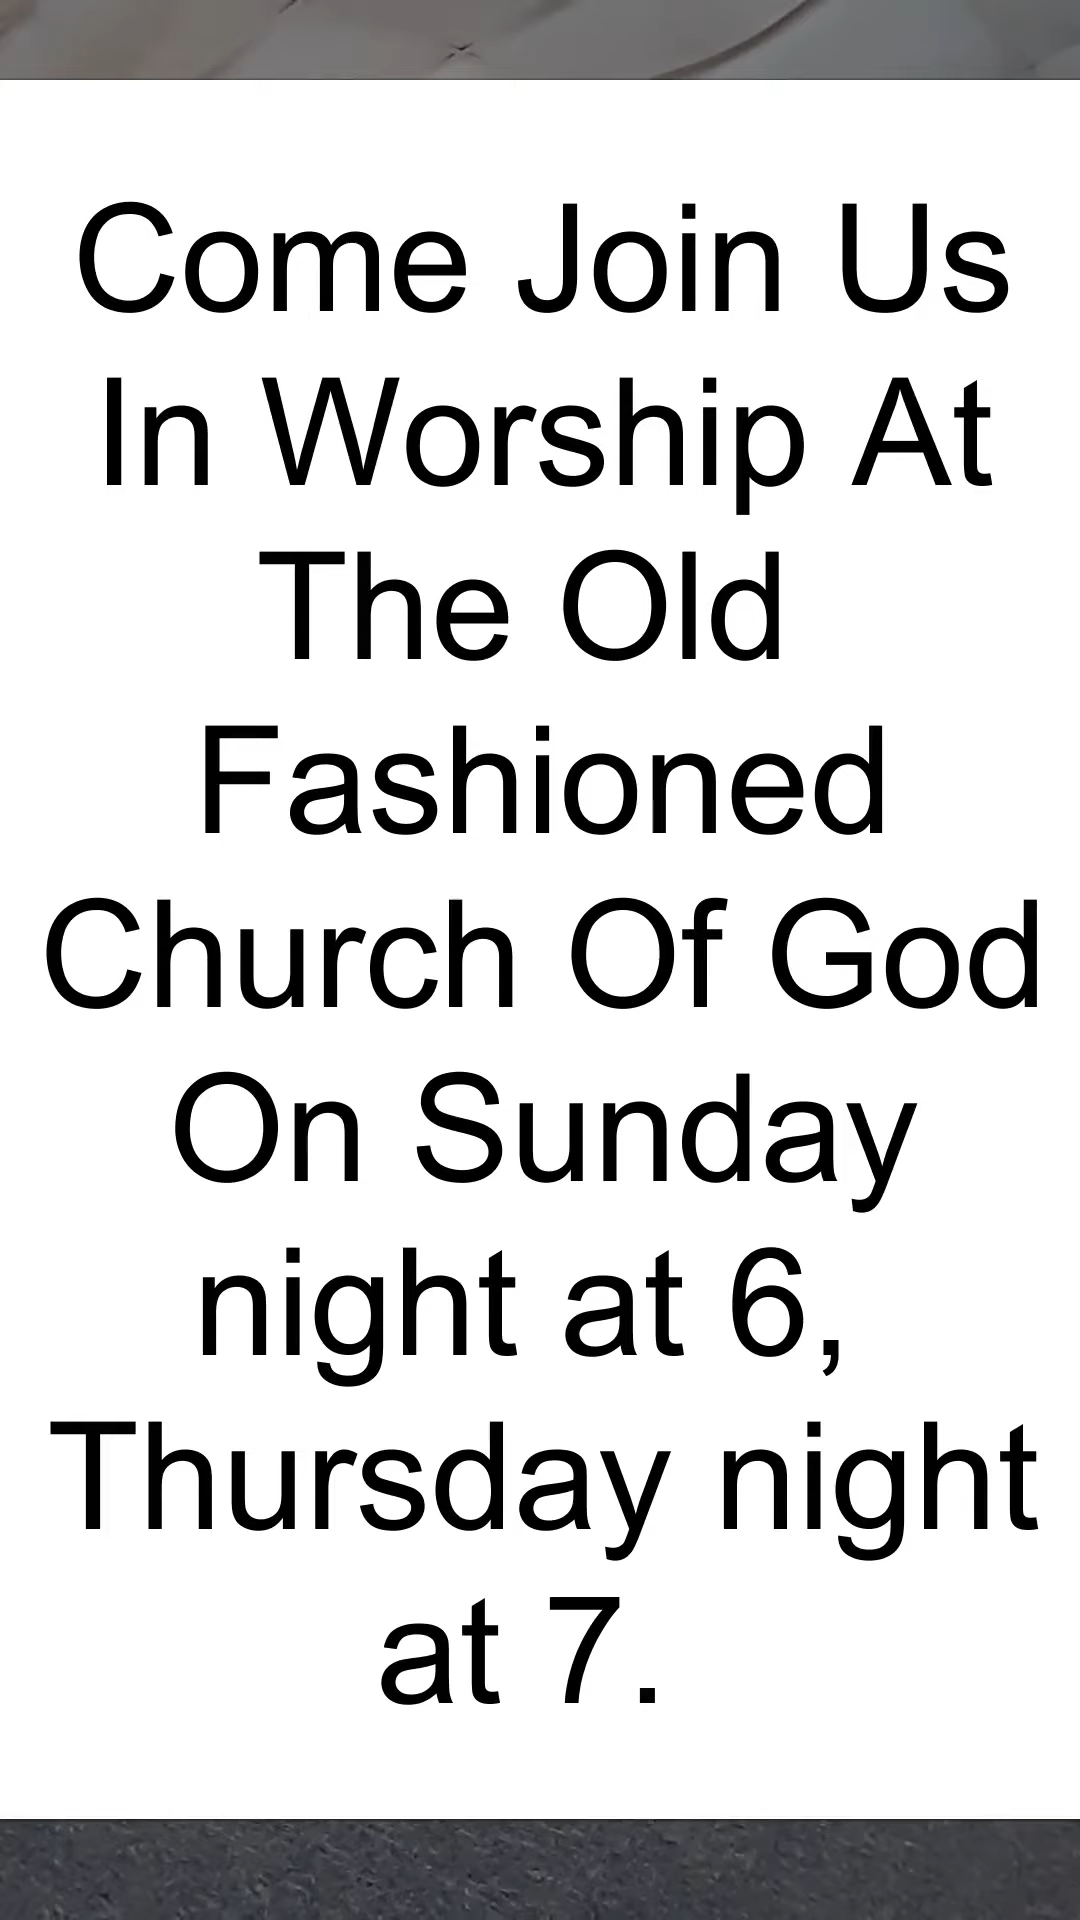 Come Join Us
In Worship At
The Old
Fashioned
Church Of God
On Sunday
night at 6,
Thursday night
at 7.